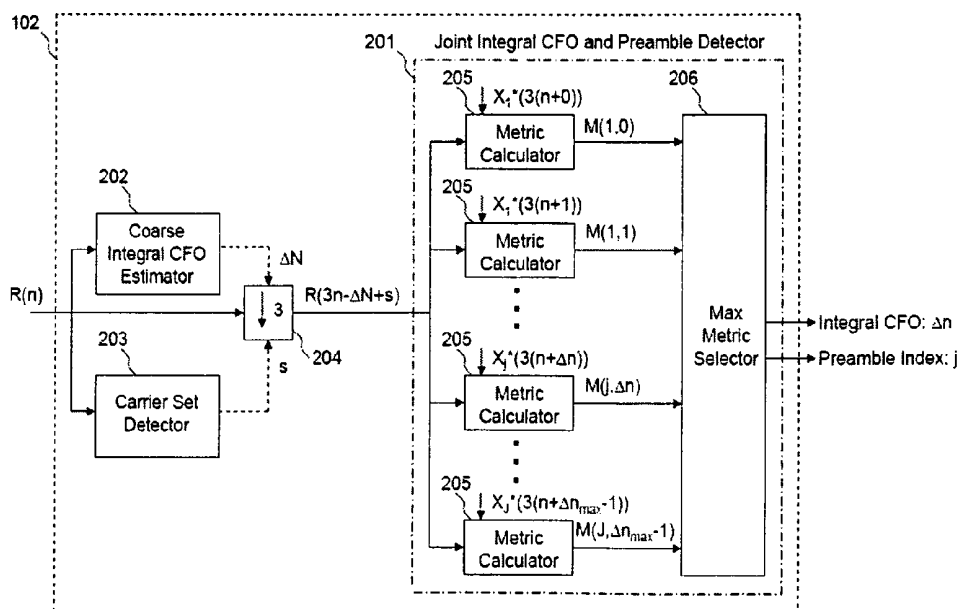 102
201
Joint Integral CFO and Preamble Detector
205
X₁*(3(n+0))
Metric
Calculator
M(1,0)
206
205
X₁*(3(n+1))
Metric
Calculator
M(1,1)
202
Coarse
Integral CFO
Estimator
ΔN
R(n)
3
204
R(3n-ΔN+s)
203
Carrier Set
Detector
s
205
Xⱼ*(3(n+Δn))
Metric
Calculator
M(j,Δn)
Max
Metric
Selector
Integral CFO: Δn
Preamble Index: j
205
X_J*(3(n+Δn_max-1))
Metric
Calculator
M(J,Δn_max-1)